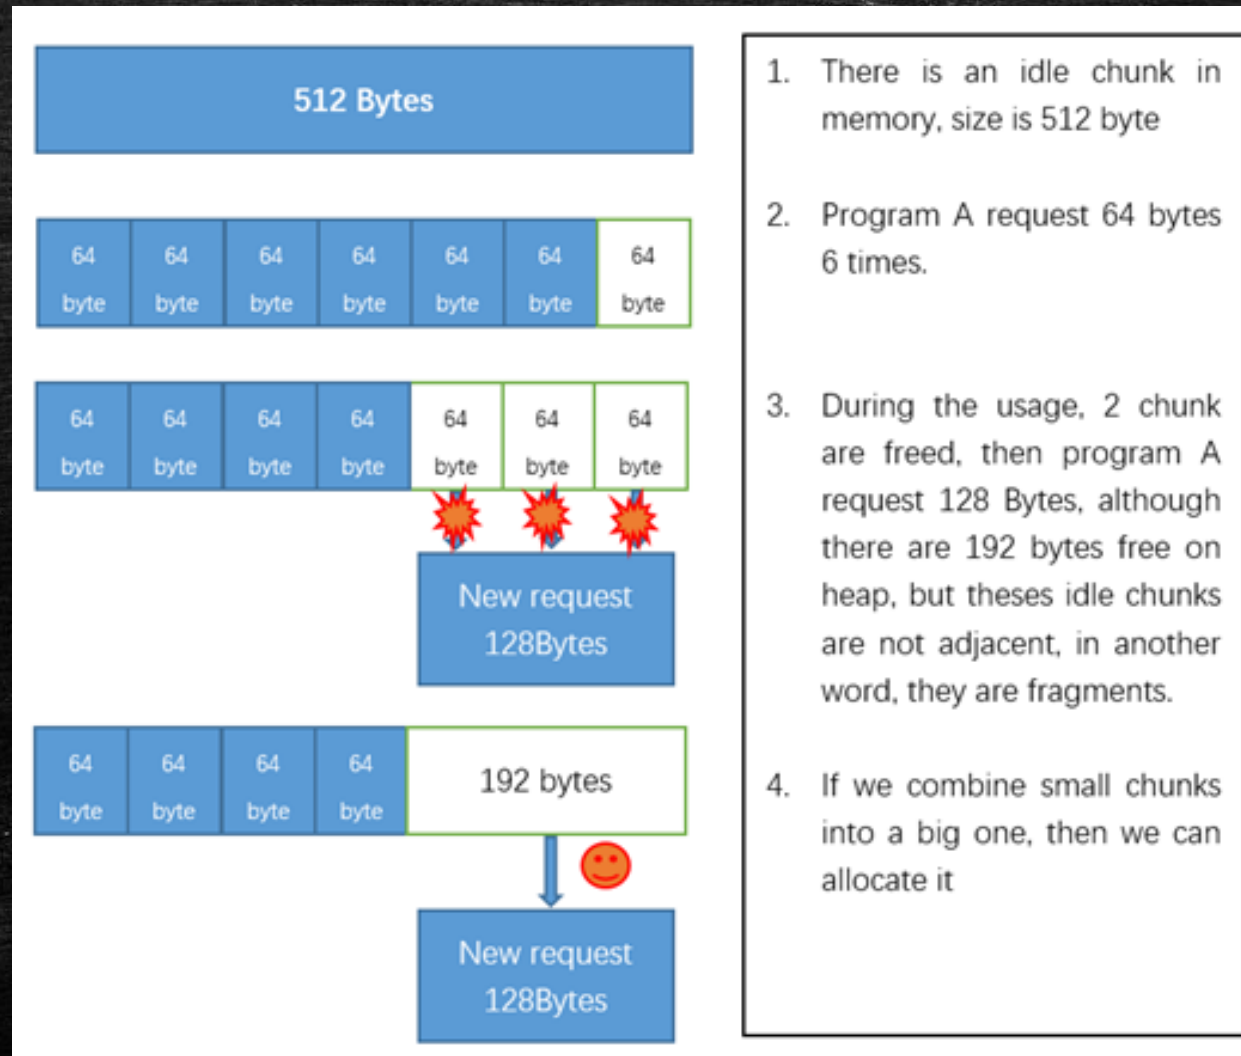 512 Bytes
64 64 64 64 64 64 64
byte byte byte byte byte byte byte
64 64 64 64 64 64 64
byte byte byte byte byte byte byte
New request
128Bytes
64 64 64 64
192 bytes
byte byte byte byte
New request
128Bytes
1. There is an idle chunk in
memory, size is 512 byte
2. Program A request 64 bytes
6 times.
3. During the usage, 2 chunk
are freed, then program A
request 128 Bytes, although
there are 192 bytes free on
heap, but theses idle chunks
are not adjacent, in another
word, they are fragments.
4. If we combine small chunks
into a big one, then we can
allocate it